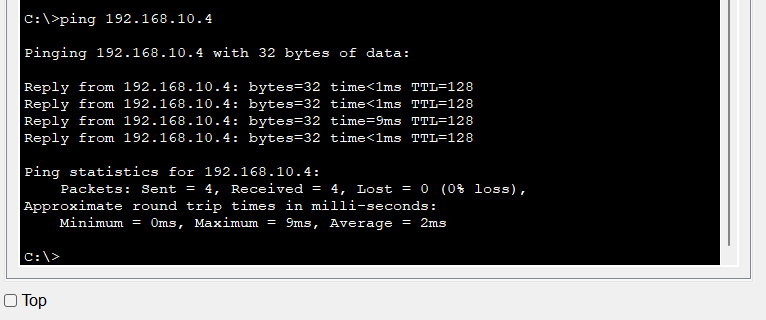 C:\>ping 192.168.10.4
Pinging 192.168.10.4 with 32 bytes of data:
Reply from 192.168.10.4: bytes=32 time<1ms TTL=128
Reply from 192.168.10.4: bytes=32 time<1ms TTL=128
Reply from 192.168.10.4: bytes=32 time=9ms TTL=128
Reply from 192.168.10.4: bytes=32 time<1ms TTL=128
Ping statistics for 192.168.10.4:
    Packets: Sent = 4, Received = 4, Lost = 0 (0% loss),
Approximate round trip times in milli-seconds:
    Minimum = 0ms, Maximum = 9ms, Average = 2ms
C:\>
Top